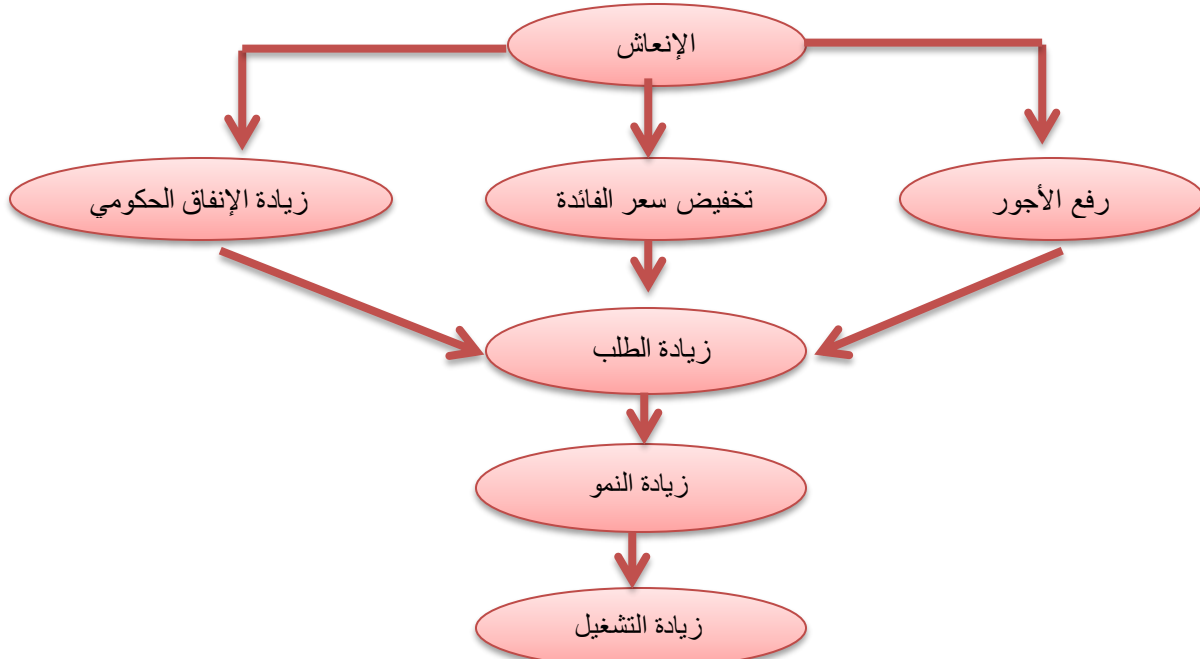 الإنعاش
رفع الأجور
تخفيض سعر الفائدة
زيادة الإنفاق الحكومي
زيادة الطلب
زيادة النمو
زيادة التشغيل